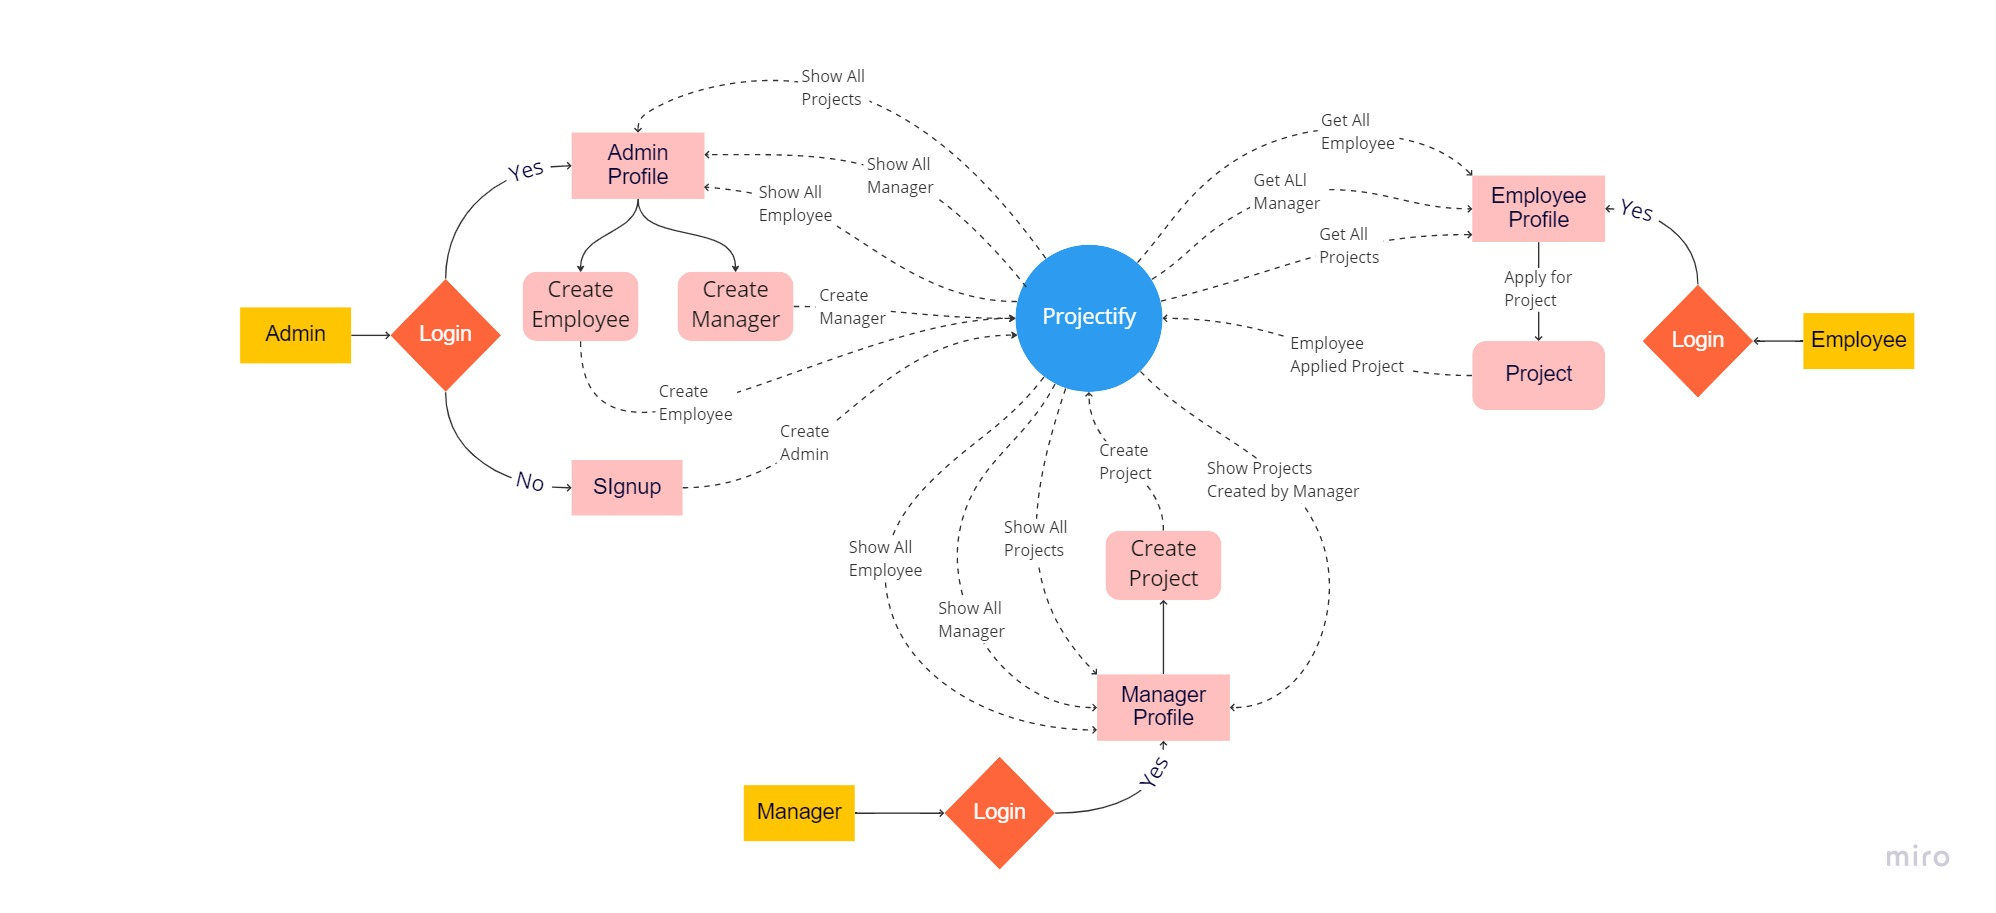 Show All
Projects
Admin
Profile
Yes
Show All
Manager
Show All
Employee
Create
Employee
Create
Manager
Create
Manager
Admin
Login
Create
Employee
Create
Admin
No
SIgnup
Projectify
Get All
Employee
Get ALl
Manager
Get All
Projects
Employee
Profile
Yes
Apply for
Project
Login
Employee
Employee
Applied Project
Project
Create
Project
Show Projects
Created by Manager
Show All
Employee
Show All
Projects
Show All
Manager
Create
Project
Manager
Profile
Yes
Manager
Login
miro